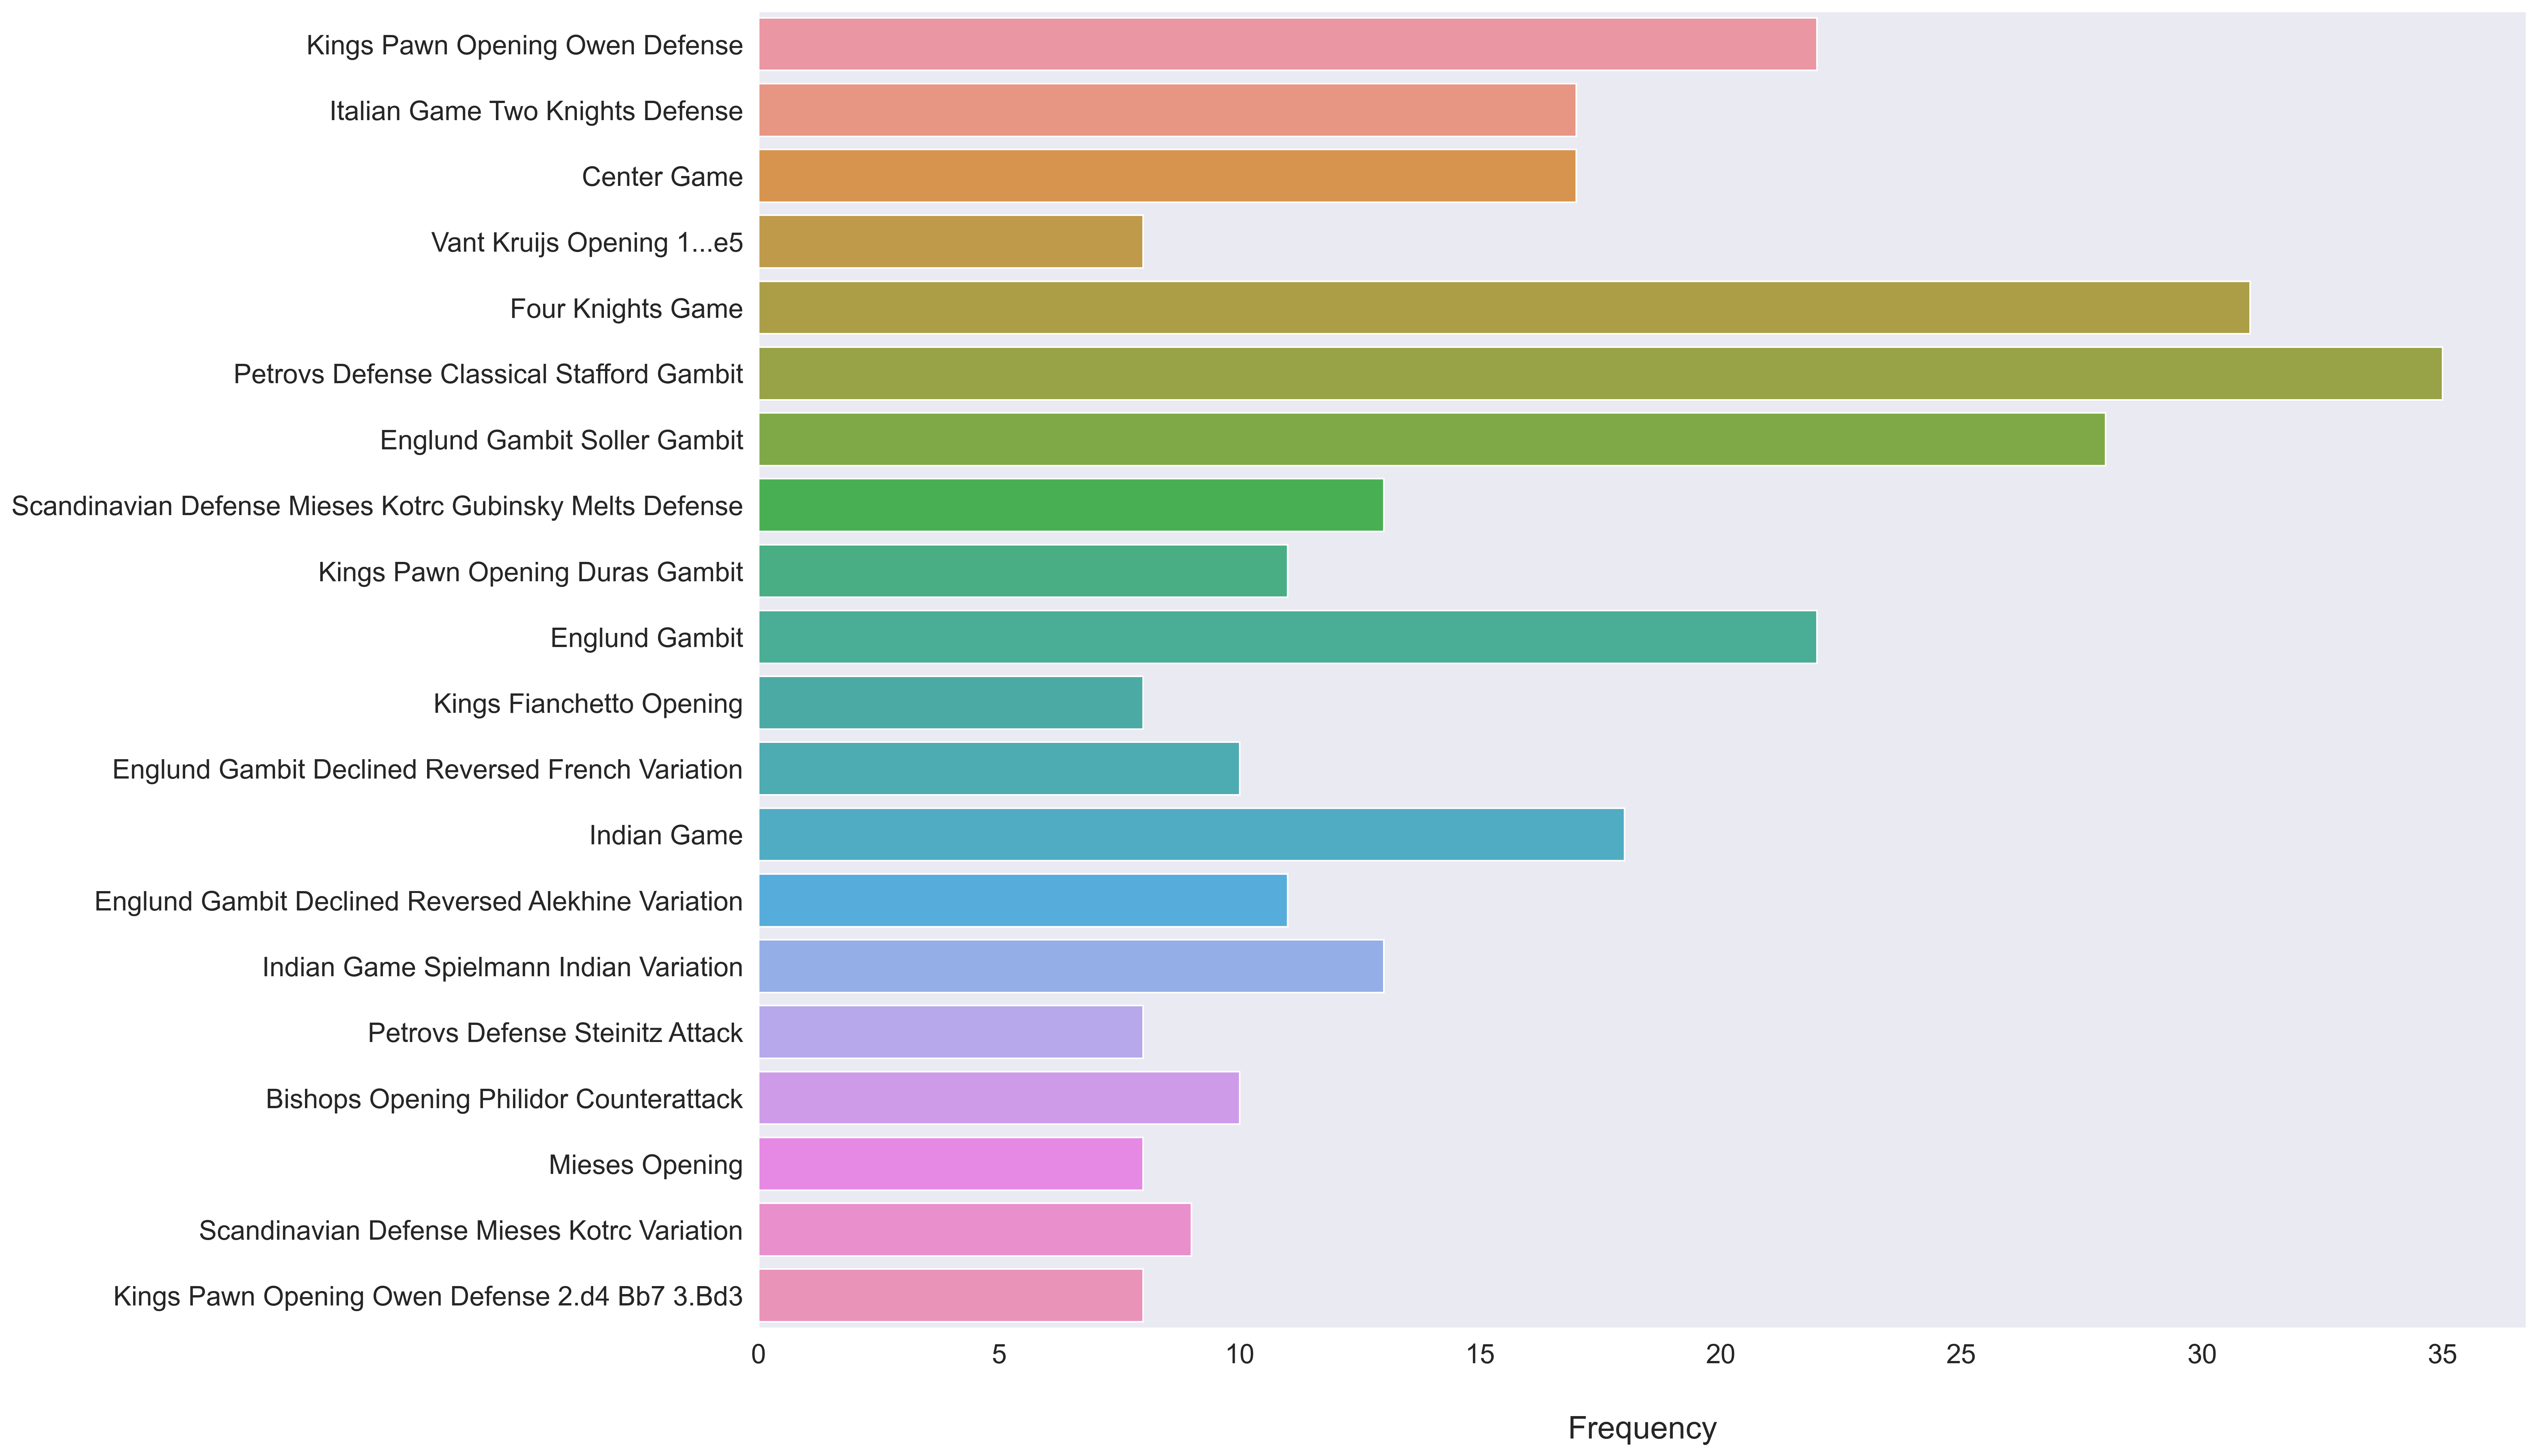 Kings Pawn Opening Owen Defense
Italian Game Two Knights Defense
Center Game
Vant Kruijs Opening 1...e5
Four Knights Game
Petrovs Defense Classical Stafford Gambit
Englund Gambit Soller Gambit
Scandinavian Defense Mieses Kotrc Gubinsky Melts Defense
Kings Pawn Opening Duras Gambit
Englund Gambit
Kings Fianchetto Opening
Englund Gambit Declined Reversed French Variation
Indian Game
Englund Gambit Declined Reversed Alekhine Variation
Indian Game Spielmann Indian Variation
Petrovs Defense Steinitz Attack
Bishops Opening Philidor Counterattack
Mieses Opening
Scandinavian Defense Mieses Kotrc Variation
Kings Pawn Opening Owen Defense 2.d4 Bb7 3.Bd3
0 5 10 15 20 25 30 35
Frequency